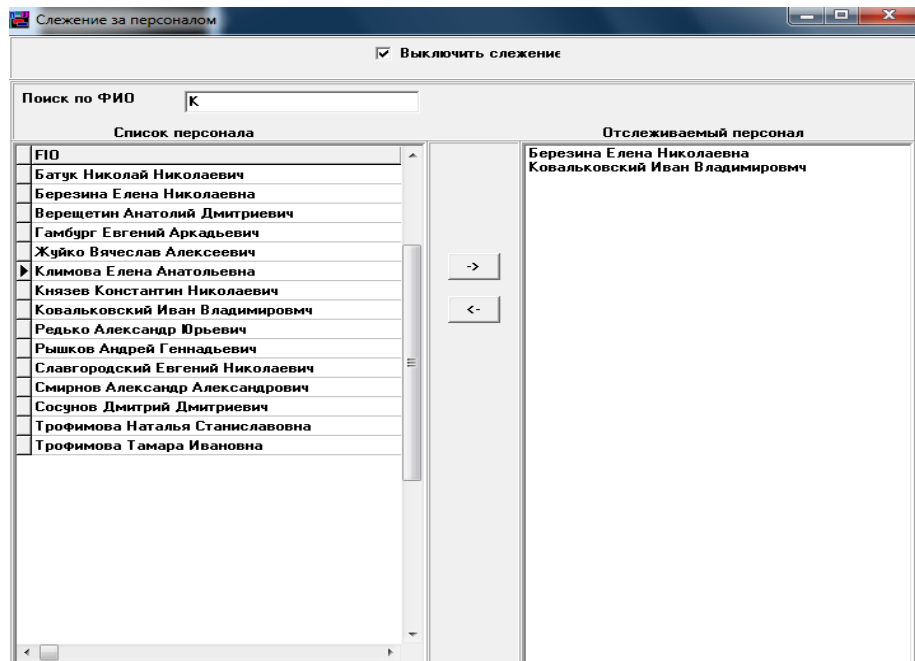 Слежение за персоналом
Выключить слежение
Поиск по ФИО
К
Список персонала
Отслеживаемый персонал
FIO
Батук Николай Николаевич
Березина Елена Николаевна
Верещетин Анатолий Дмитриевич
Гамбург Евгений Аркадьевич
Жуйко Вячеслав Алексеевич
Климова Елена Анатольевна
Князев Константин Николаевич
Ковальковский Иван Владимировмч
Редько Александр Юрьевич
Рышков Андрей Геннадьевич
Славгородский Евгений Николаевич
Смирнов Александр Александрович
Сосунов Дмитрий Дмитриевич
Трофимова Наталья Станиславовна
Трофимова Тамара Ивановна
->
<-
Березина Елена Николаевна
Ковальковский Иван Владимировмч